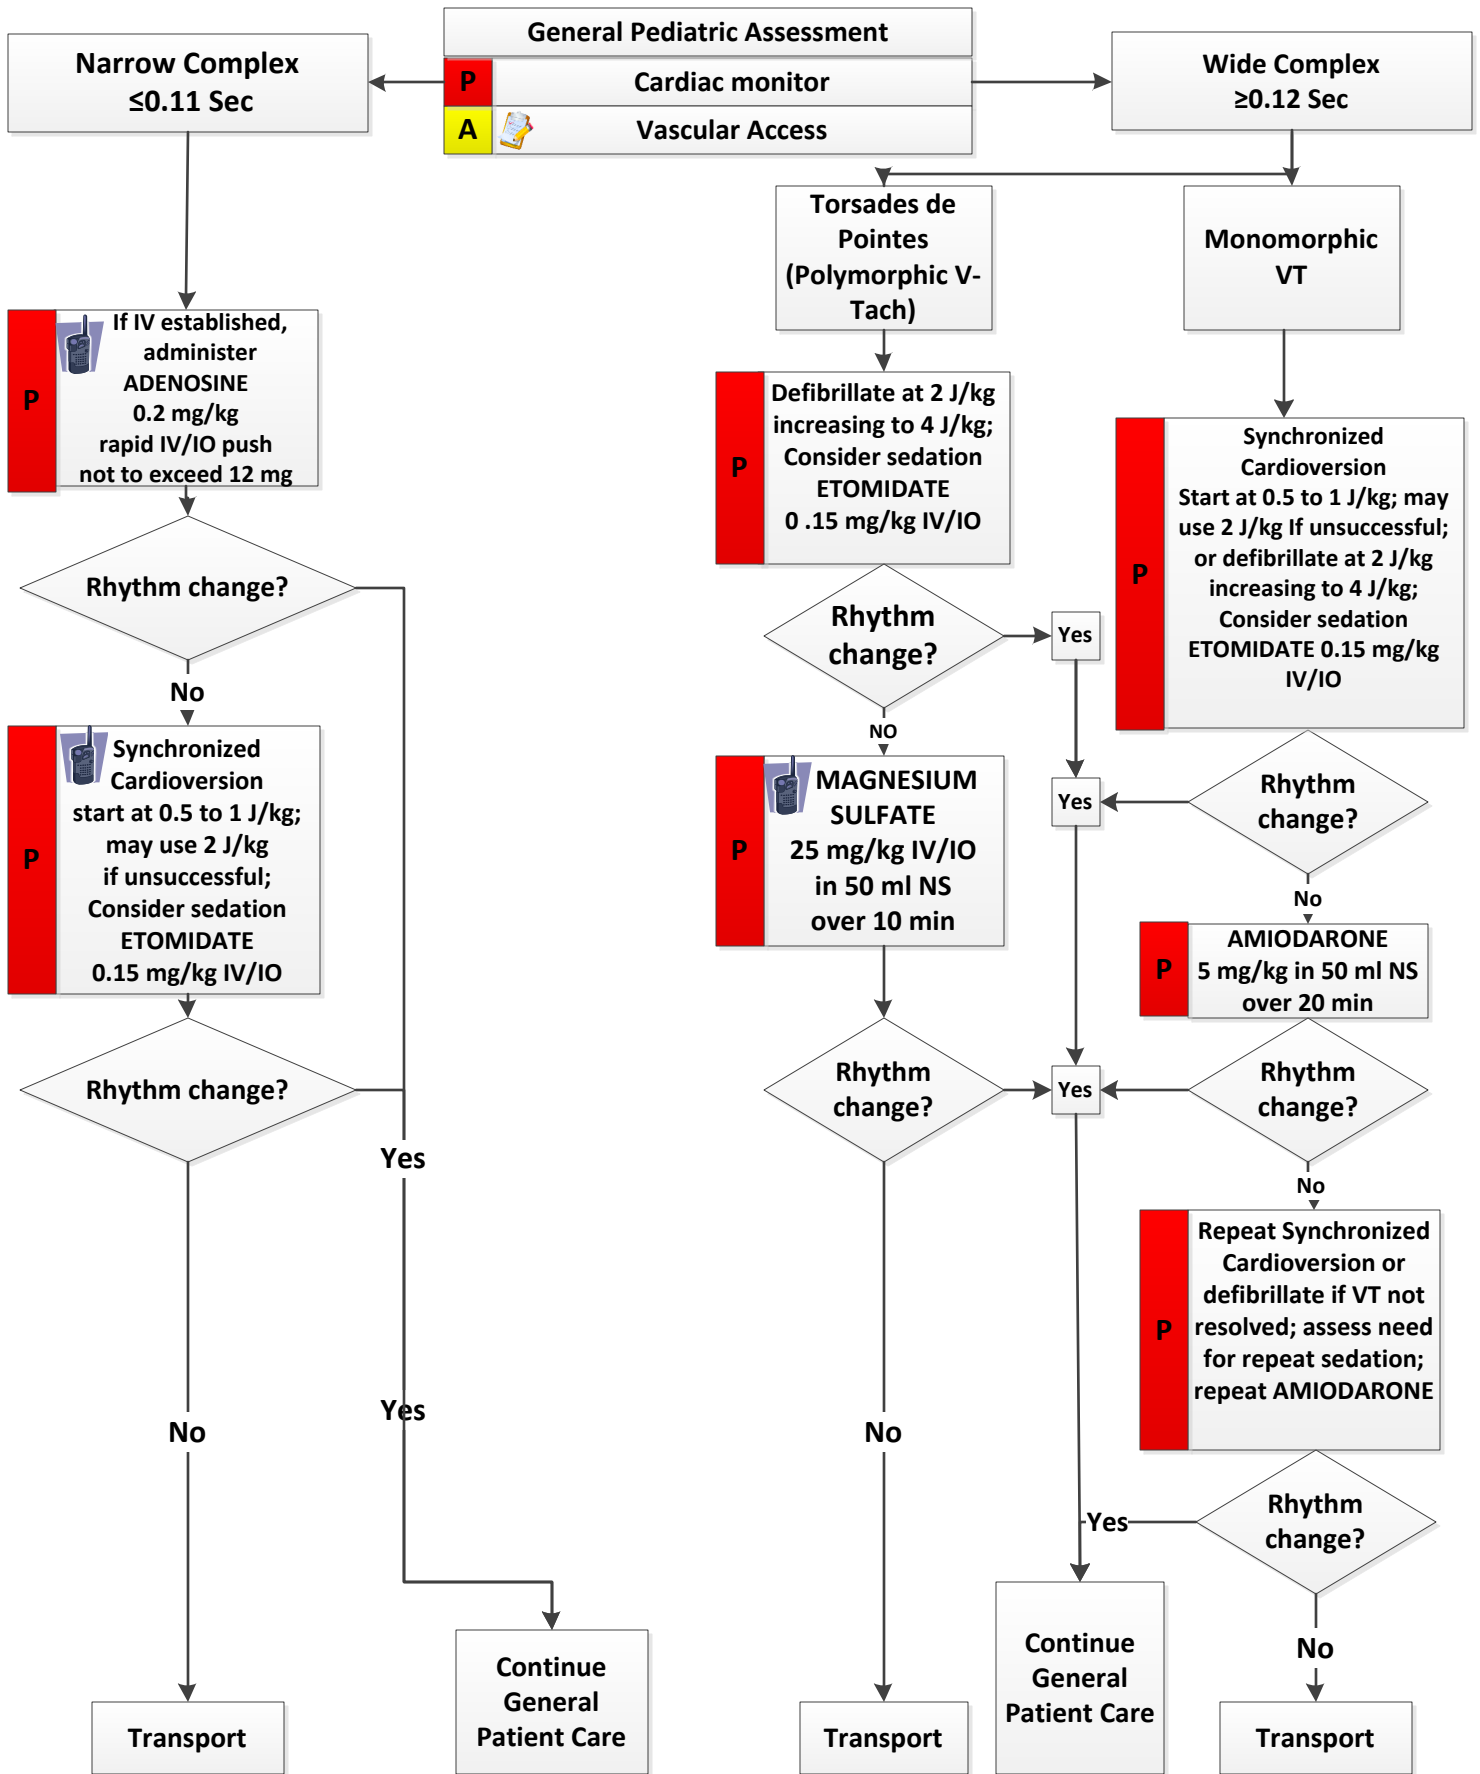 General Pediatric Assessment
P
Cardiac monitor
A
Vascular Access
Narrow Complex
≤0.11 Sec
P
If IV established,
administer
ADENOSINE
0.2 mg/kg
rapid IV/IO push
not to exceed 12 mg
Rhythm change?
No
P
Synchronized
Cardioversion
start at 0.5 to 1 J/kg;
may use 2 J/kg
if unsuccessful;
Consider sedation
ETOMIDATE
0.15 mg/kg IV/IO
Rhythm change?
Yes
Yes
No
Transport
Continue
General
Patient Care
Wide Complex
≥0.12 Sec
Torsades de
Pointes
(Polymorphic V-
Tach)
P
Defibrillate at 2 J/kg
increasing to 4 J/kg;
Consider sedation
ETOMIDATE
0 .15 mg/kg IV/IO
Rhythm
change?
Yes
NO
P
MAGNESIUM
SULFATE
25 mg/kg IV/IO
in 50 ml NS
over 10 min
Rhythm
change?
No
Transport
Monomorphic
VT
P
Synchronized
Cardioversion
Start at 0.5 to 1 J/kg; may
use 2 J/kg If unsuccessful;
or defibrillate at 2 J/kg
increasing to 4 J/kg;
Consider sedation
ETOMIDATE 0.15 mg/kg
IV/IO
Rhythm
change?
Yes
No
P
AMIODARONE
5 mg/kg in 50 ml NS
over 20 min
Rhythm
change?
Yes
No
P
Repeat Synchronized
Cardioversion or
defibrillate if VT not
resolved; assess need
for repeat sedation;
repeat AMIODARONE
Rhythm
change?
Yes
No
Continue
General
Patient Care
Transport